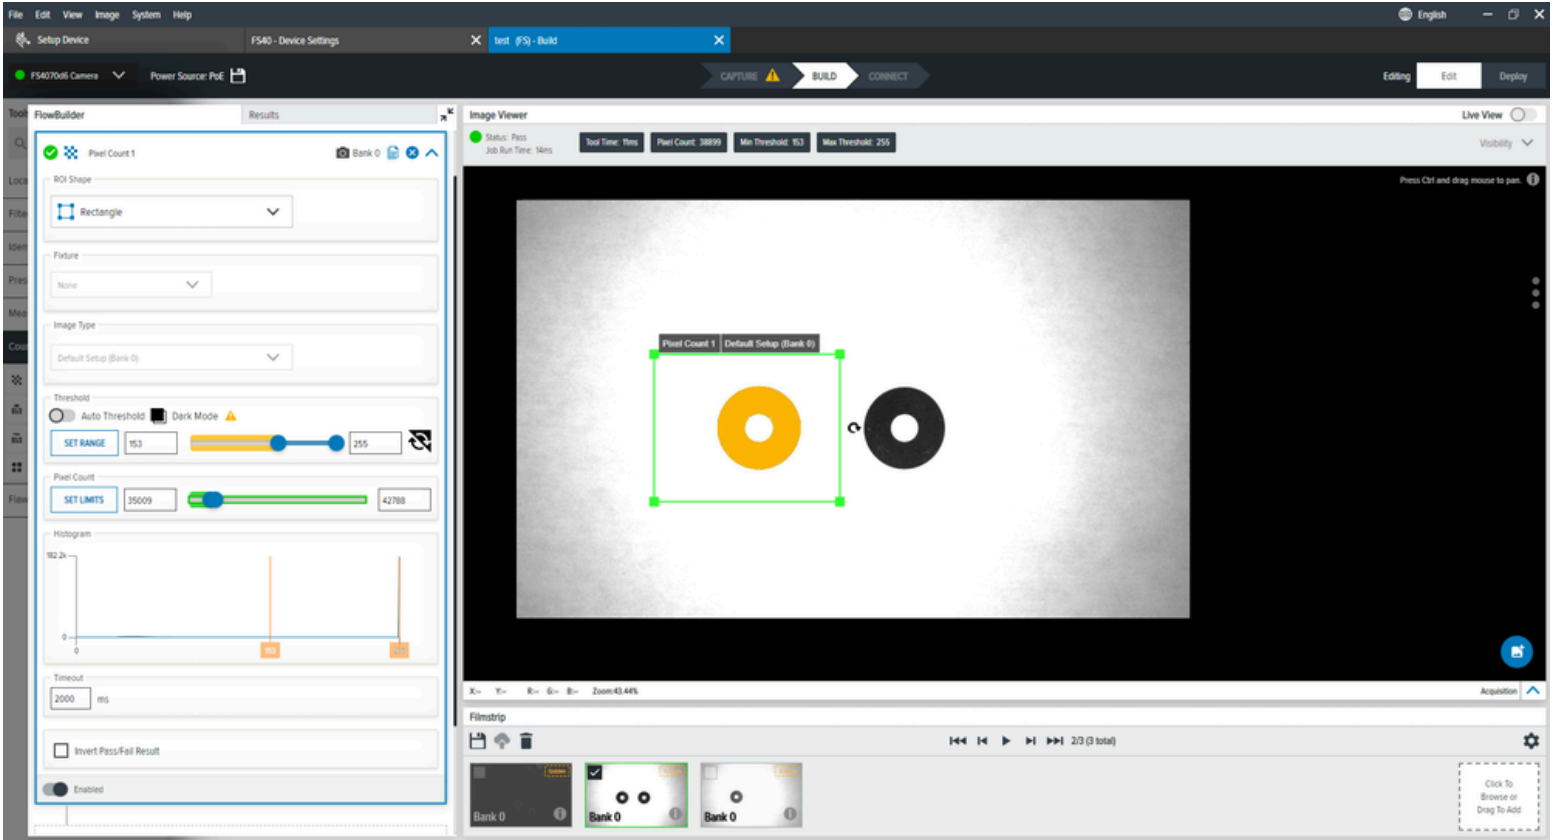 File Edit View Image System Help
English
Setup Device
FS40 - Device Settings
test (FS) - Build
FS4070d6 Camera
Power Source: PoE
CAPTURE
BUILD
CONNECT
Editing
Edit
Deploy
FlowBuilder
Results
Pixel Count 1
Bank 0
ROI Shape
Rectangle
Fixture
None
Image Type
Default Setup (Bank 0)
Threshold
Auto Threshold
Dark Mode
SET RANGE
153
255
Pixel Count
SET LIMITS
35009
42788
Histogram
182.2k
0
0
153
255
Timeout
2000 ms
Invert Pass/Fail Result
Enabled
Image Viewer
Live View
Status: Pass
Job Run Time: 14ms
Tool Time: 11ms
Pixel Count: 38899
Min Threshold: 153
Max Threshold: 255
Visibility
Press Ctrl and drag mouse to pan.
Pixel Count 1
Default Setup (Bank 0)
X:-- Y:-- R:-- G:-- B:-- Zoom:43.44%
Acquisition
Filmstrip
2/3 (3 total)
Bank 0
Bank 0
Bank 0
Click To
Browse or
Drag To Add